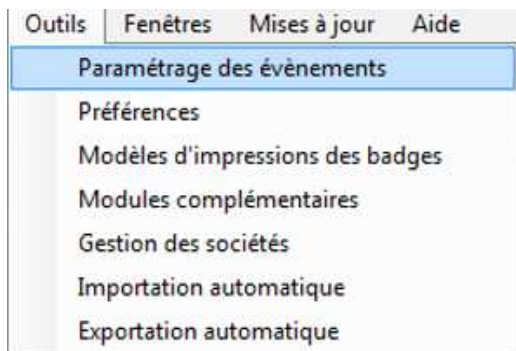 Outils Fenêtres Mises à jour Aide
Paramétrage des évènements
Préférences
Modèles d'impressions des badges
Modules complémentaires
Gestion des sociétés
Importation automatique
Exportation automatique